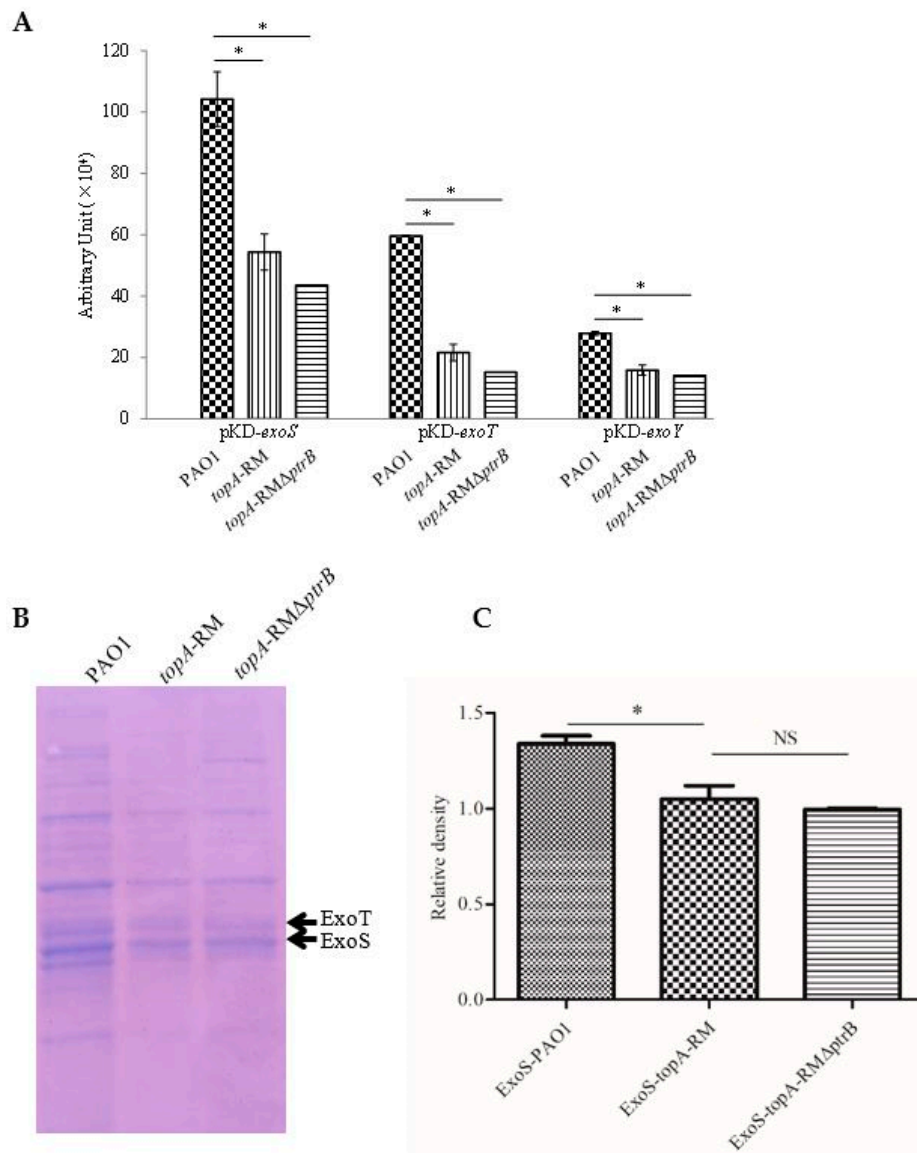 A
* *
* *
* *
120
100
80
60
40
20
0
Arbitrary Unit ( × 10⁴)
pKD-exoS pKD-exoT pKD-exoY
PAO1 topA-RM topA-RMΔptrB PAO1 topA-RM topA-RMΔptrB PAO1 topA-RM topA-RMΔptrB
B
PAO1 topA-RM topA-RMΔptrB
ExoT
ExoS
C
* NS
1.5
1.0
0.5
0.0
Relative density
ExoS-PAO1 ExoS-topA-RM ExoS-topA-RMΔptrB